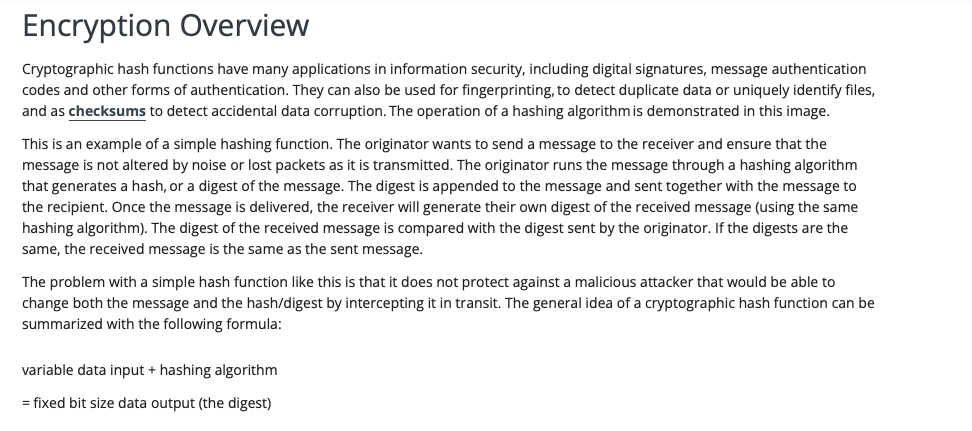 Encryption Overview
Cryptographic hash functions have many applications in information security, including digital signatures, message authentication
codes and other forms of authentication. They can also be used for fingerprinting, to detect duplicate data or uniquely identify files,
and as checksums to detect accidental data corruption. The operation of a hashing algorithm is demonstrated in this image.
This is an example of a simple hashing function. The originator wants to send a message to the receiver and ensure that the
message is not altered by noise or lost packets as it is transmitted. The originator runs the message through a hashing algorithm
that generates a hash, or a digest of the message. The digest is appended to the message and sent together with the message to
the recipient. Once the message is delivered, the receiver will generate their own digest of the received message (using the same
hashing algorithm). The digest of the received message is compared with the digest sent by the originator. If the digests are the
same, the received message is the same as the sent message.
The problem with a simple hash function like this is that it does not protect against a malicious attacker that would be able to
change both the message and the hash/digest by intercepting it in transit. The general idea of a cryptographic hash function can be
summarized with the following formula:
variable data input + hashing algorithm
= fixed bit size data output (the digest)